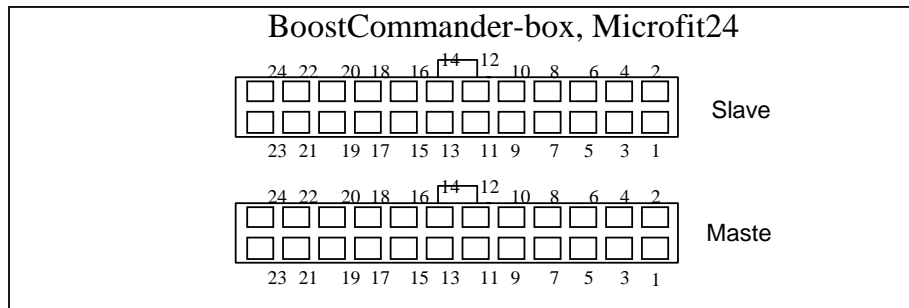 BoostCommander-box, Microfit24
24 22 20 18 16 14 12 10 8 6 4 2
Slave
23 21 19 17 15 13 11 9 7 5 3 1
24 22 20 18 16 14 12 10 8 6 4 2
Maste
23 21 19 17 15 13 11 9 7 5 3 1